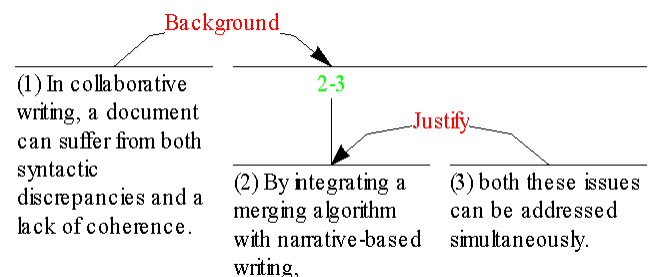 Background
2-3
Justify
(1) In collaborative
writing, a document
can suffer from both
syntactic
discrepancies and a
lack of coherence.
(2) By integrating a
merging algorithm
with narrative-based
writing,
(3) both these issues
can be addressed
simultaneously.